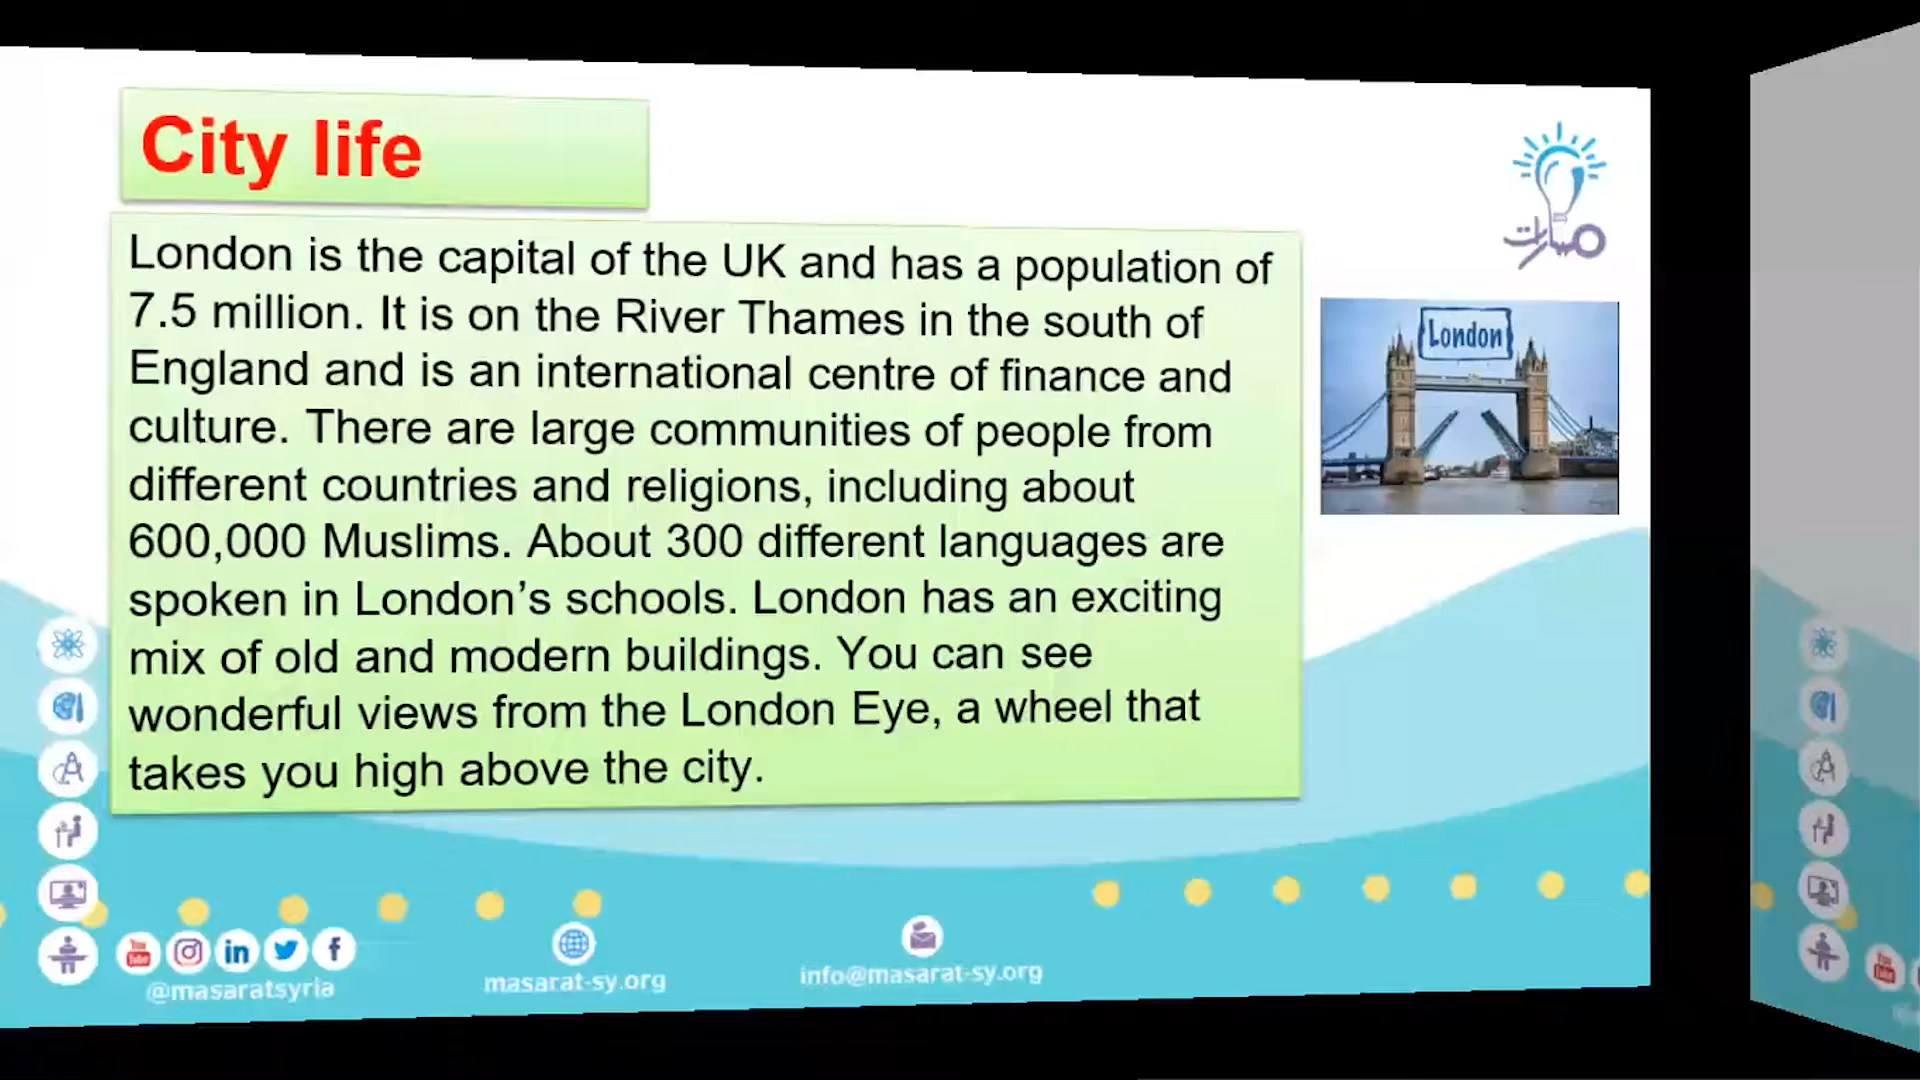 City life
London is the capital of the UK and has a population of
7.5 million. It is on the River Thames in the south of
England and is an international centre of finance and
culture. There are large communities of people from
different countries and religions, including about
600,000 Muslims. About 300 different languages are
spoken in London’s schools. London has an exciting
mix of old and modern buildings. You can see
wonderful views from the London Eye, a wheel that
takes you high above the city.
مسارات
London
@masaratsyria
masarat-sy.org
info@masarat-sy.org